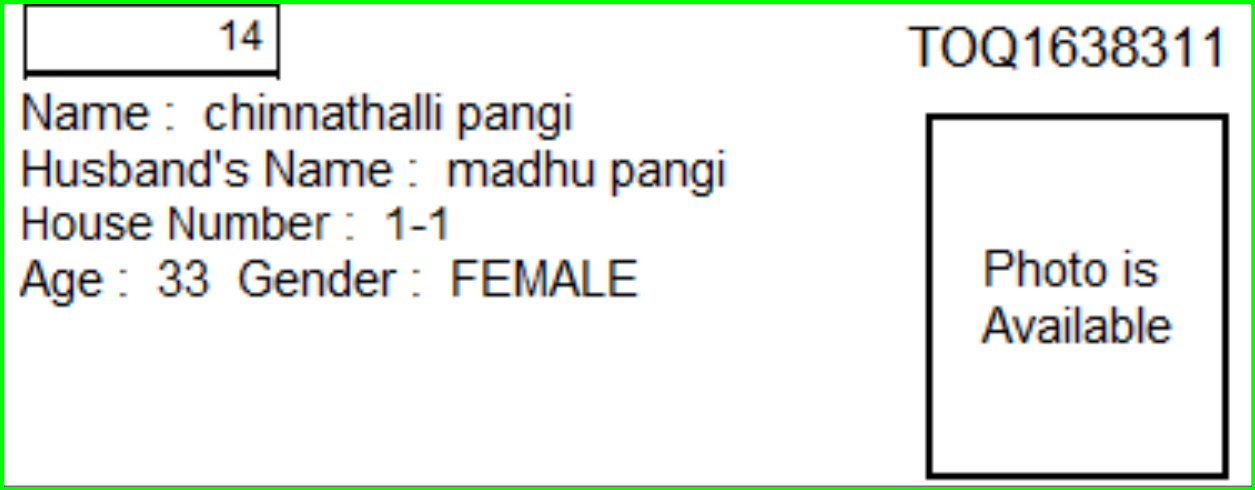 14
TOQ1638311
Name : chinnathalli pangi
Husband's Name : madhu pangi
House Number : 1-1
Age : 33 Gender : FEMALE
Photo is
Available